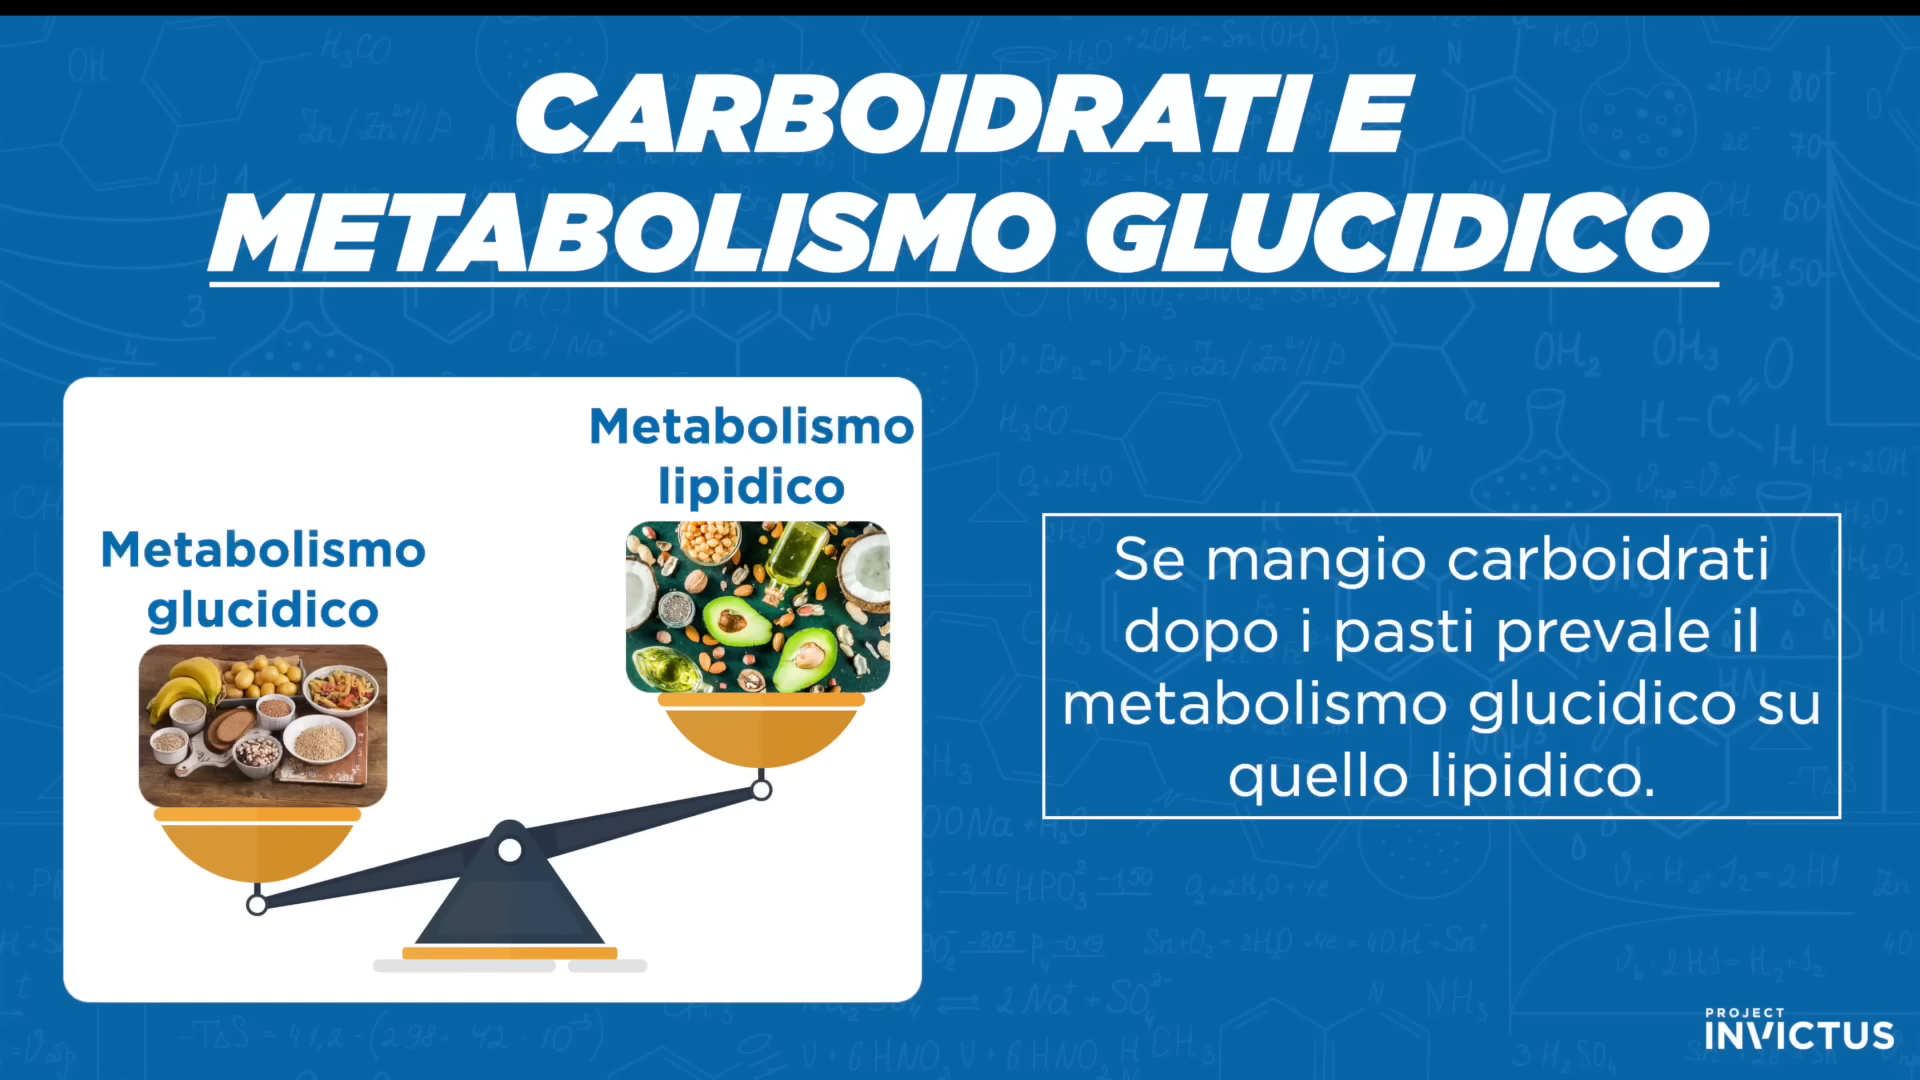 CARBOIDRATI E
METABOLISMO GLUCIDICO
Metabolismo
lipidico
Metabolismo
glucidico
Se mangio carboidrati
dopo i pasti prevale il
metabolismo glucidico su
quello lipidico.
PROJECT
INVICTUS